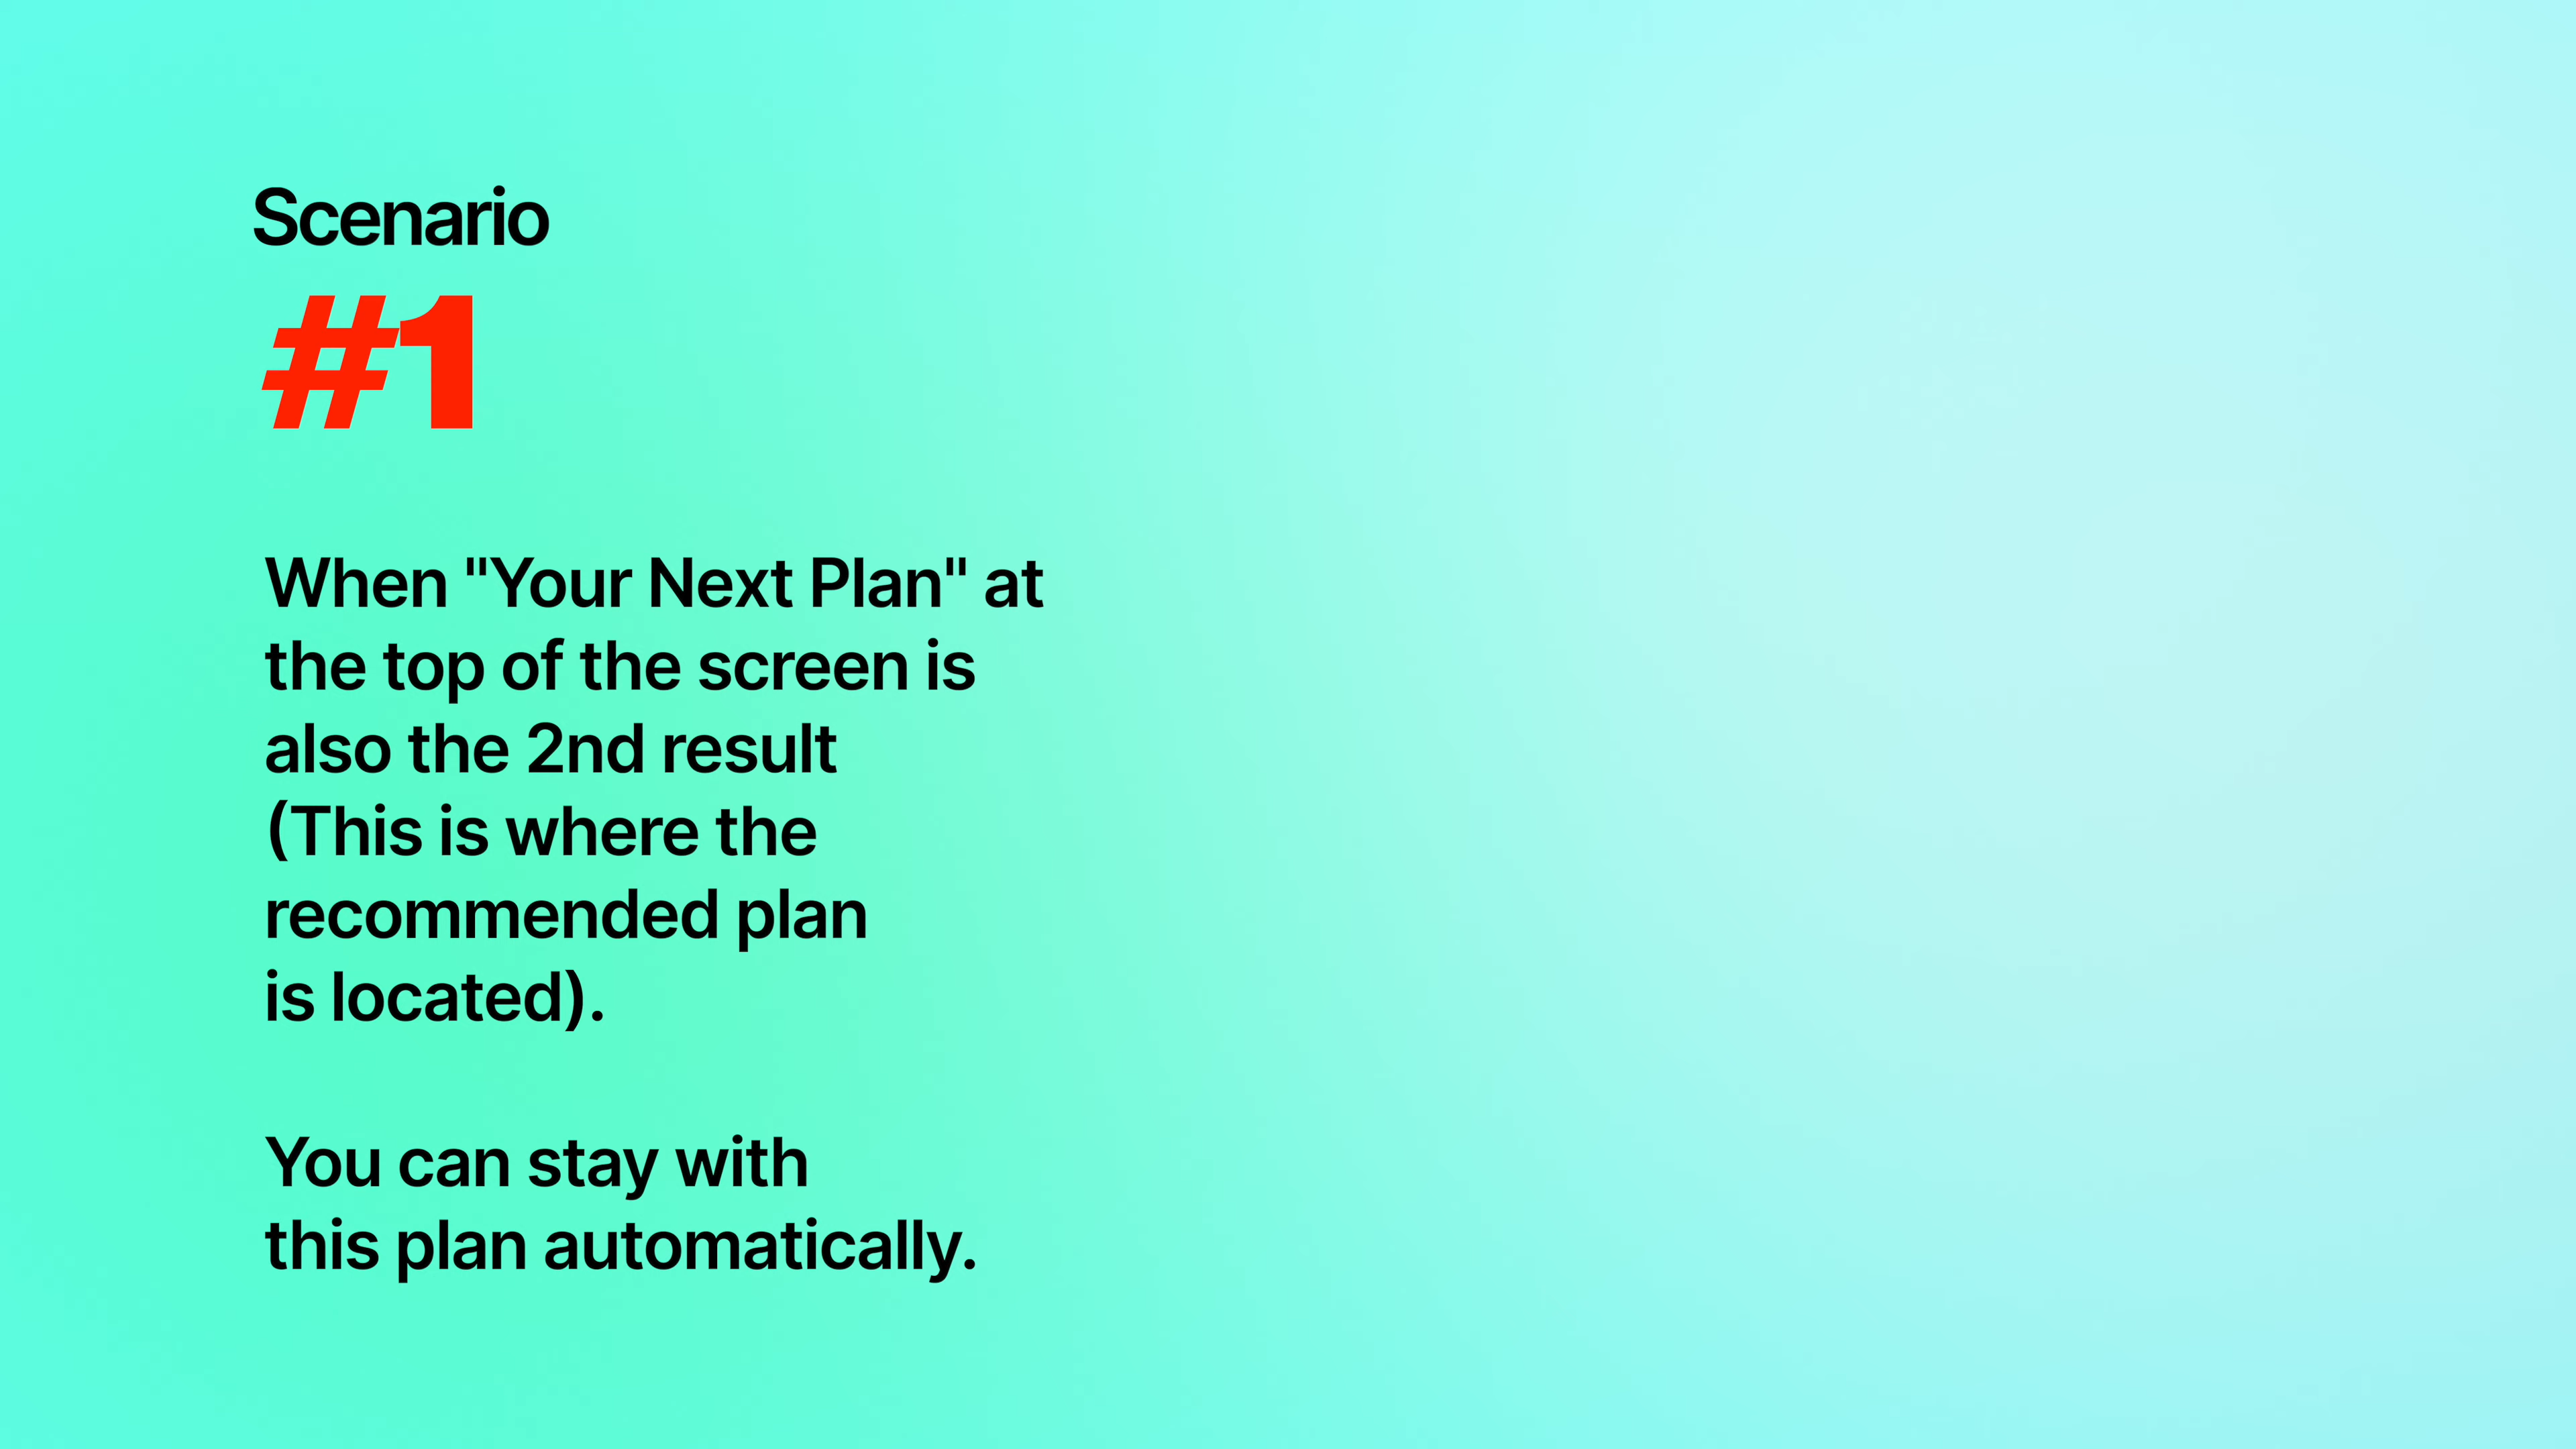 Scenario
#1
When "Your Next Plan" at
the top of the screen is
also the 2nd result
(This is where the
recommended plan
is located).
You can stay with
this plan automatically.